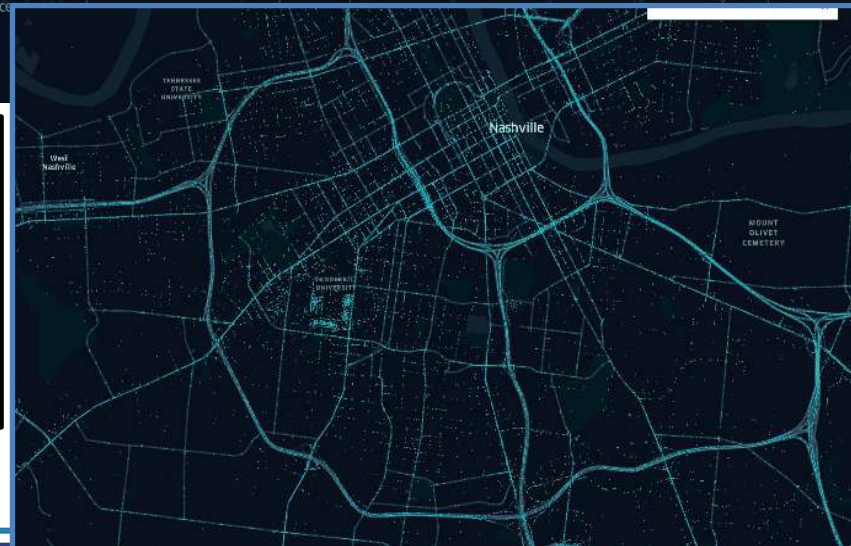 TENNESSEE
STATE
UNIVERSITY
Nashville
West
Nashville
MOUNT
OLIVET
CEMETERY
VANDERBILT
UNIVERSITY